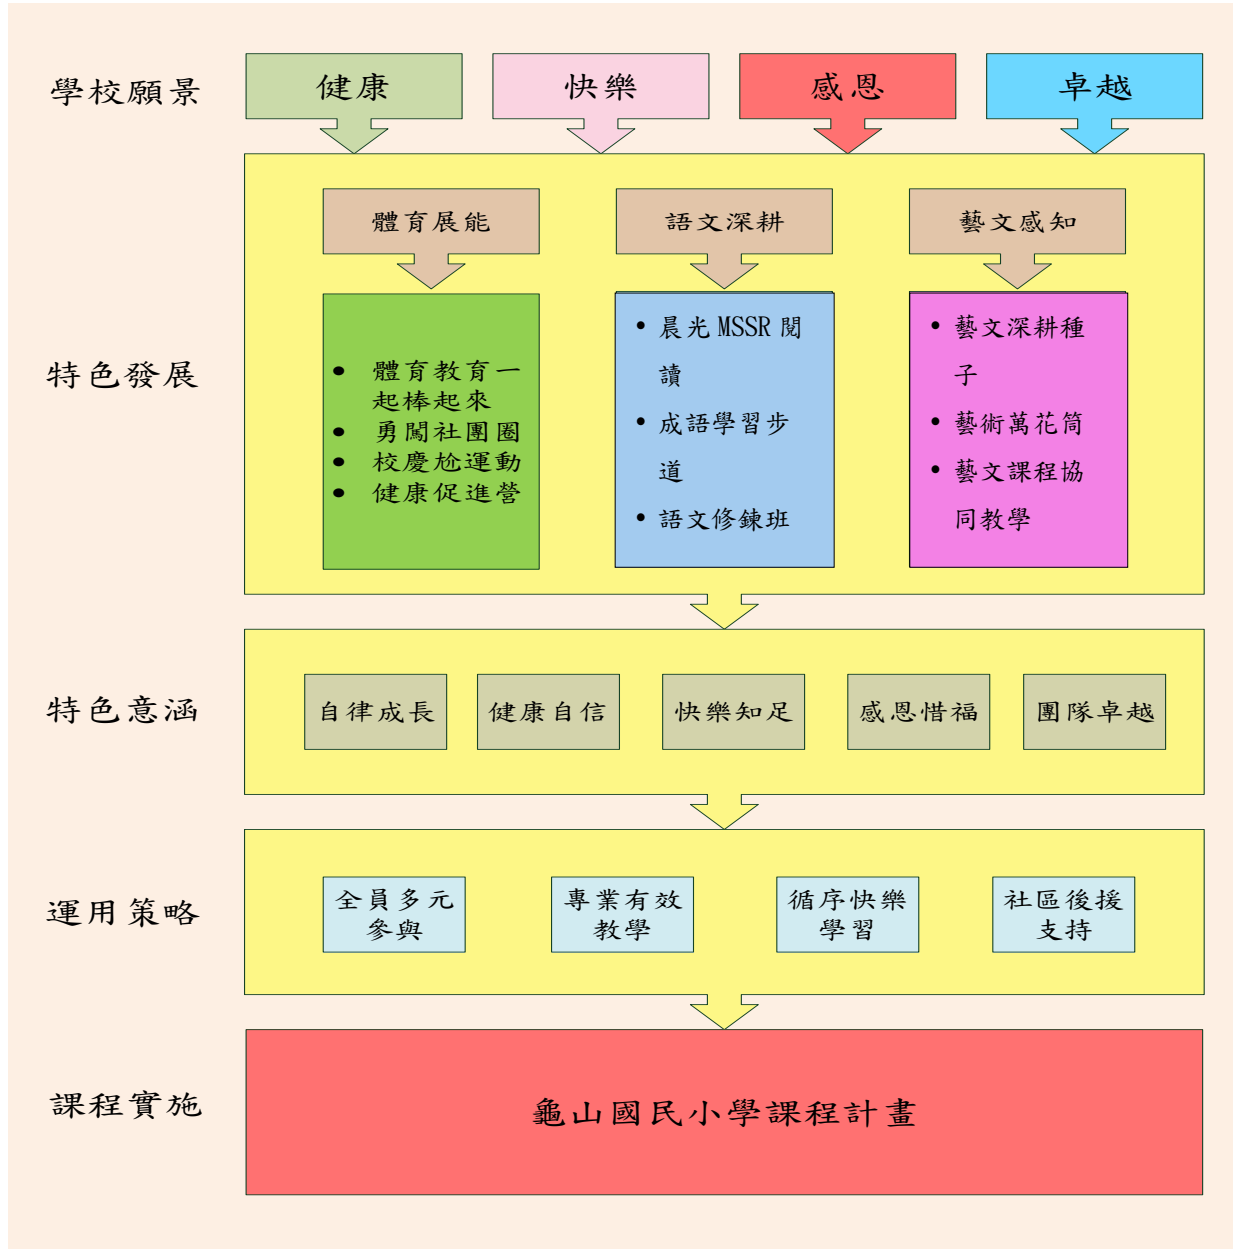 學校願景
健康
快樂
感恩
卓越
特色發展
體育展能
• 體育教育一
起棒起來
• 勇闖社團圈
• 校慶尬運動
• 健康促進營
語文深耕
• 晨光 MSSR 閱
讀
• 成語學習步
道
• 語文修鍊班
藝文感知
• 藝文深耕種
子
• 藝術萬花筒
• 藝文課程協
同教學
特色意涵
自律成長
健康自信
快樂知足
感恩惜福
團隊卓越
運用策略
全員多元
參與
專業有效
教學
循序快樂
學習
社區後援
支持
課程實施
龜山國民小學課程計畫